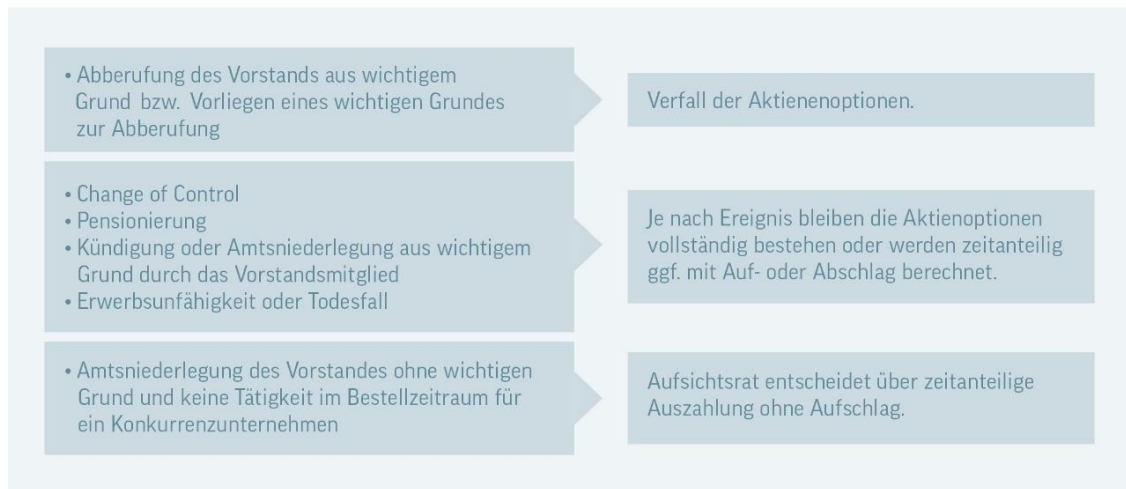 • Abberufung des Vorstands aus wichtigem
Grund bzw. Vorliegen eines wichtigen Grundes
zur Abberufung
Verfall der Aktienenoptionen.
• Change of Control
• Pensionierung
• Kündigung oder Amtsniederlegung aus wichtigem
Grund durch das Vorstandsmitglied
• Erwerbsunfähigkeit oder Todesfall
Je nach Ereignis bleiben die Aktienoptionen
vollständig bestehen oder werden zeitanteilig
ggf. mit Auf- oder Abschlag berechnet.
• Amtsniederlegung des Vorstandes ohne wichtigen
Grund und keine Tätigkeit im Bestellzeitraum für
ein Konkurrenzunternehmen
Aufsichtsrat entscheidet über zeitanteilige
Auszahlung ohne Aufschlag.